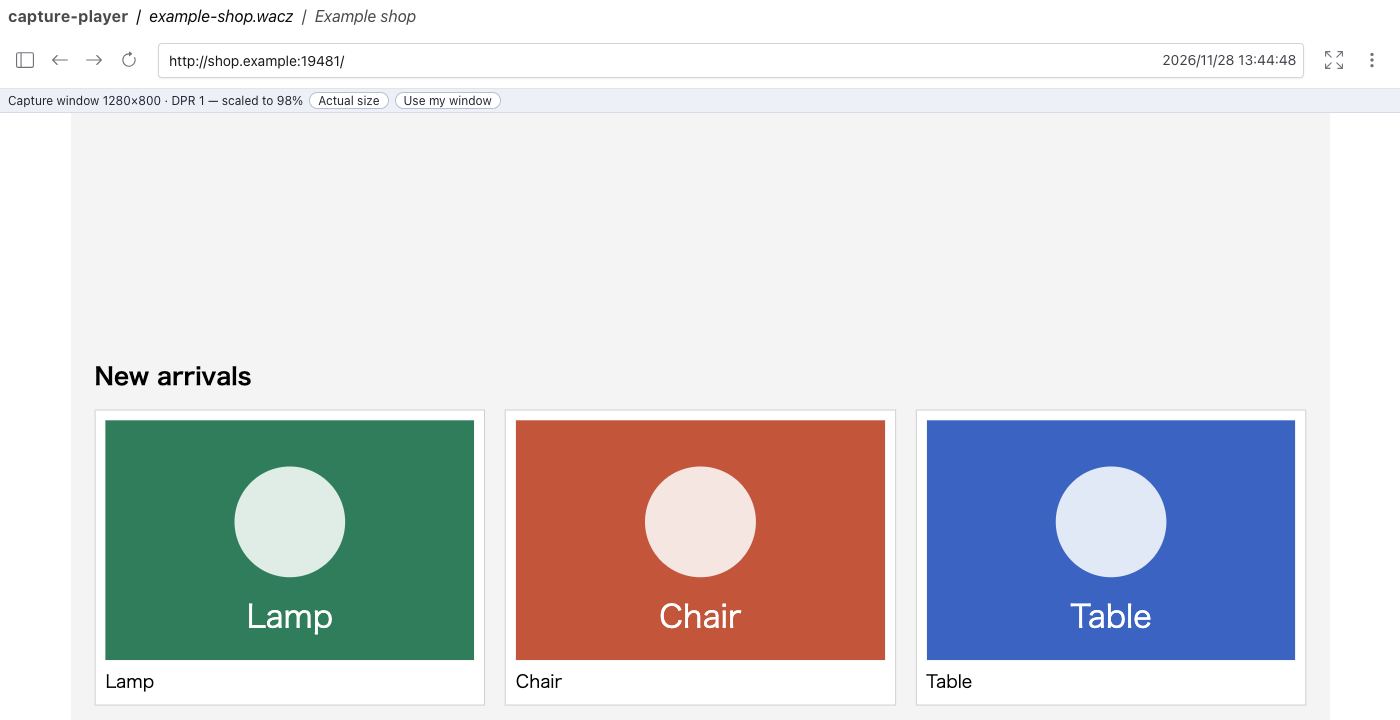 capture-player / example-shop.wacz | Example shop
http://shop.example:19481/ 2026/11/28 13:44:48
Capture window 1280×800 · DPR 1 — scaled to 98% Actual size Use my window
New arrivals
Lamp Chair Table
Lamp Chair Table